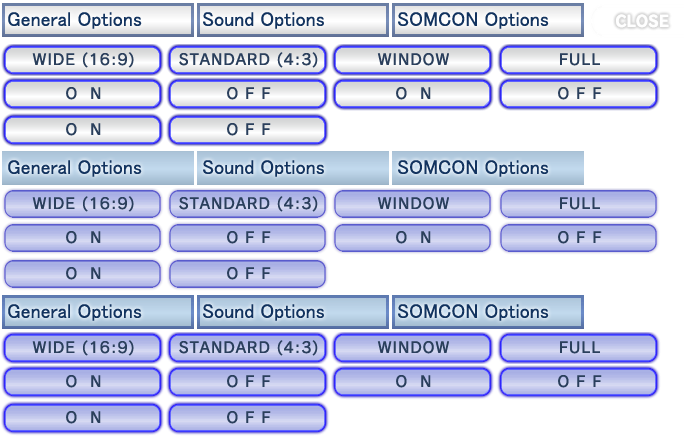 General Options Sound Options SOMCON Options CLOSE
WIDE (16:9) STANDARD (4:3) WINDOW FULL
O N O F F O N O F F
O N O F F
General Options Sound Options SOMCON Options
WIDE (16:9) STANDARD (4:3) WINDOW FULL
O N O F F O N O F F
O N O F F
General Options Sound Options SOMCON Options
WIDE (16:9) STANDARD (4:3) WINDOW FULL
O N O F F O N O F F
O N O F F